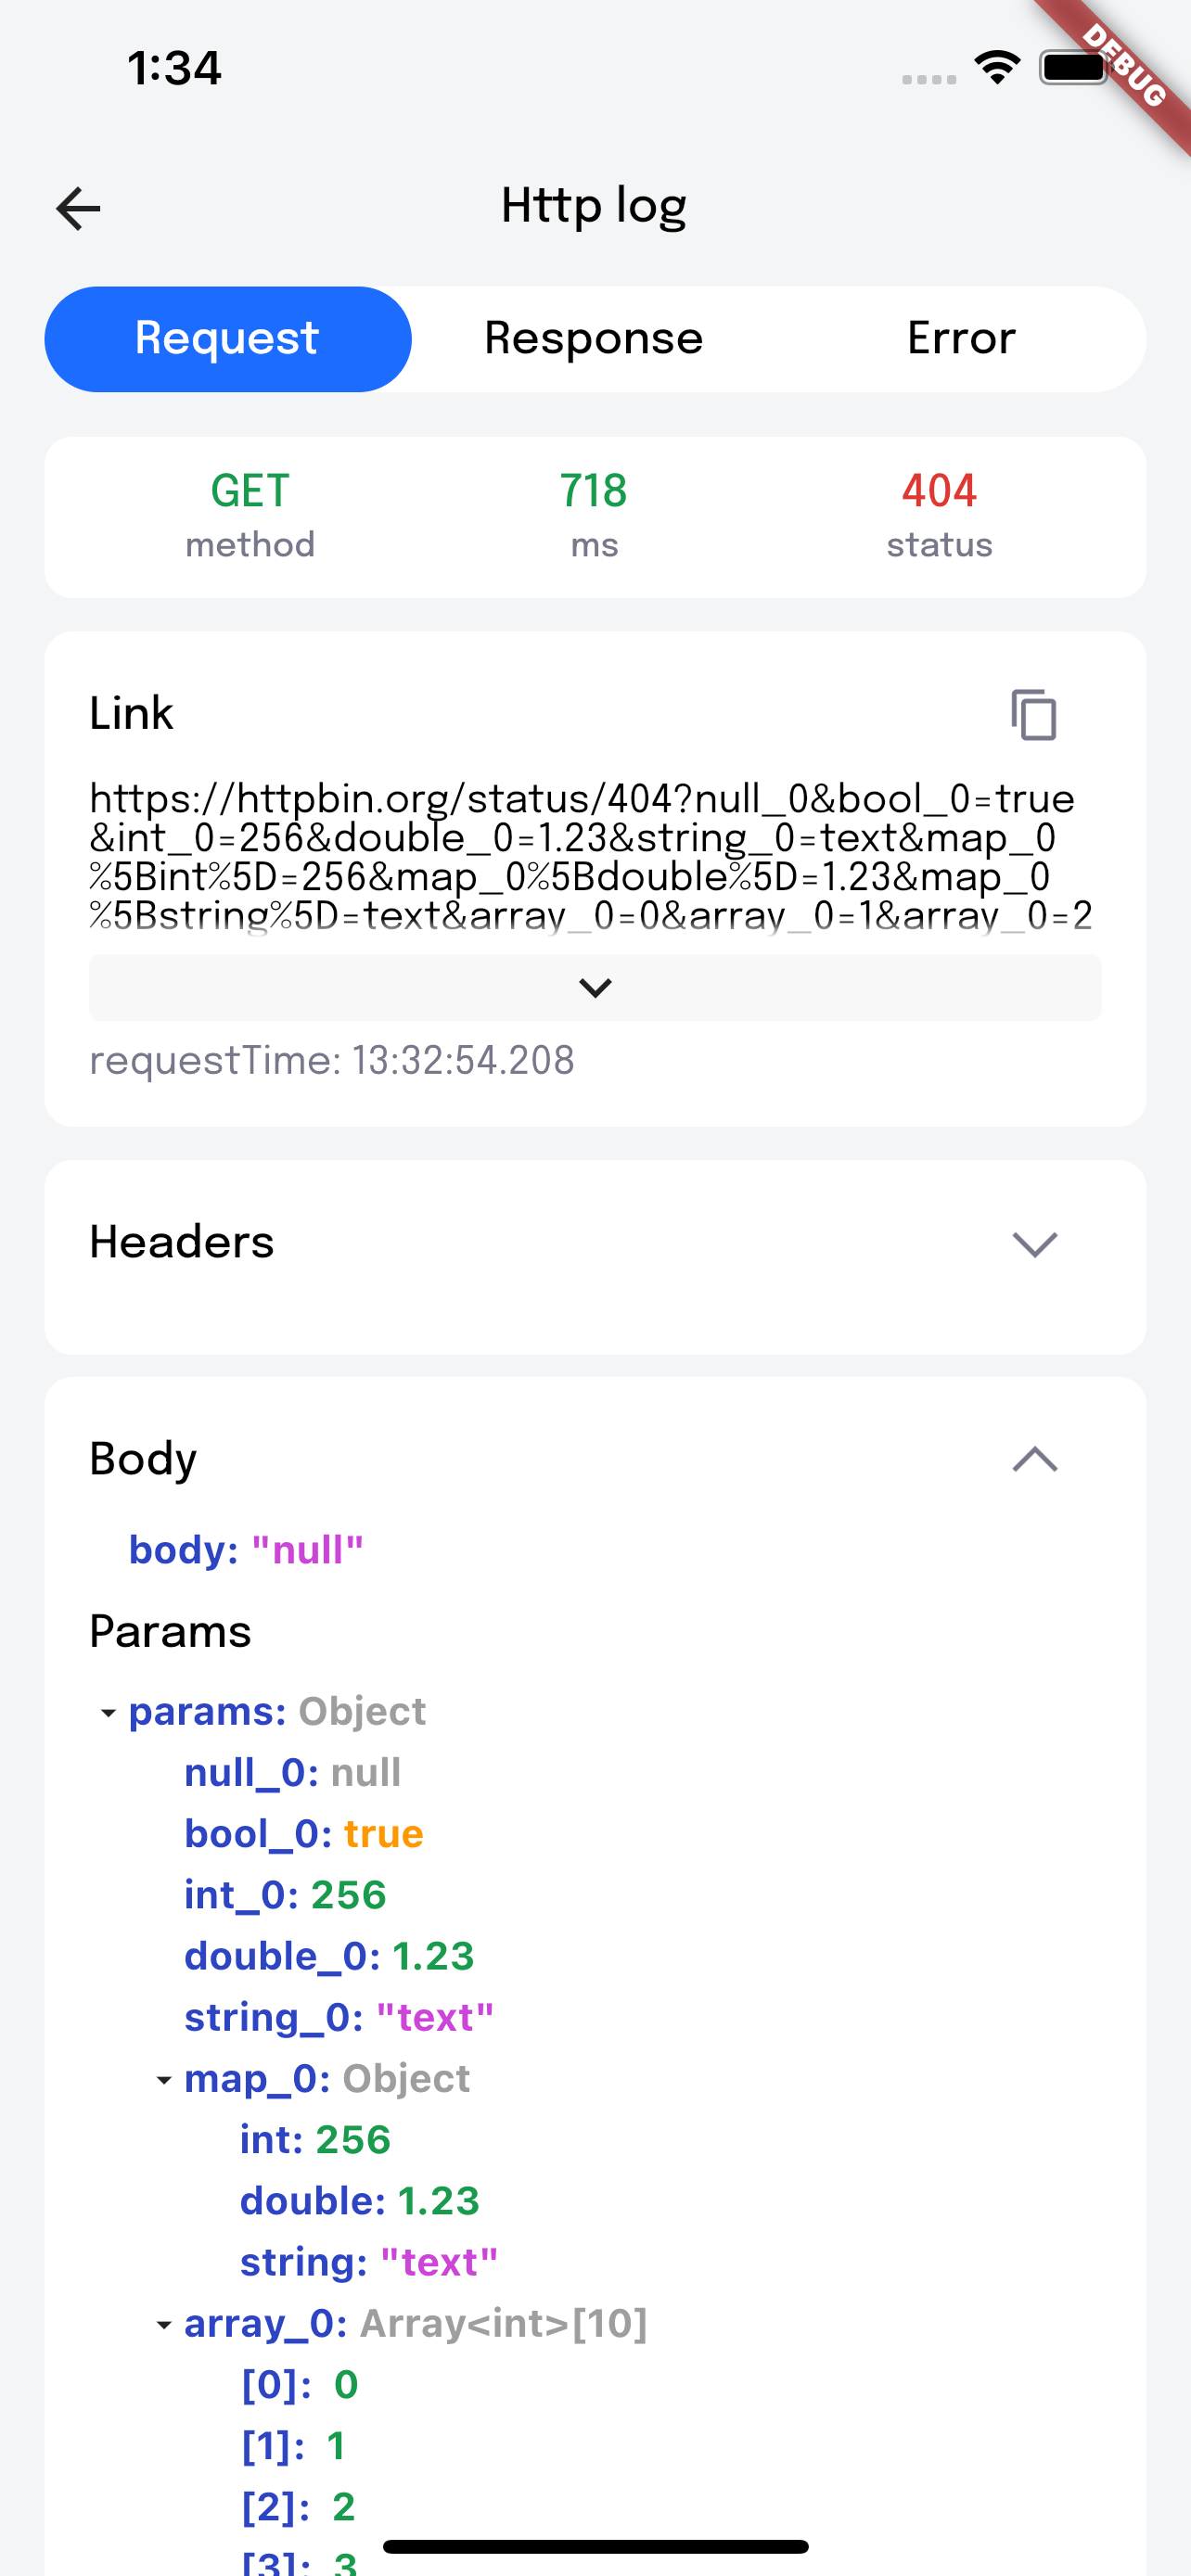 1:34
DEBUG
Http log
Request Response Error
GET 718 404
method ms status
Link
https://httpbin.org/status/404?null_0&bool_0=true
&int_0=256&double_0=1.23&string_0=text&map_0
%5Bint%5D=256&map_0%5Bdouble%5D=1.23&map_0
%5Bstring%5D=text&array_0=0&array_0=1&array_0=2
requestTime: 13:32:54.208
Headers
Body
body: "null"
Params
params: Object
null_0: null
bool_0: true
int_0: 256
double_0: 1.23
string_0: "text"
map_0: Object
int: 256
double: 1.23
string: "text"
array_0: Array<int>[10]
[0]: 0
[1]: 1
[2]: 2
[3]: 3